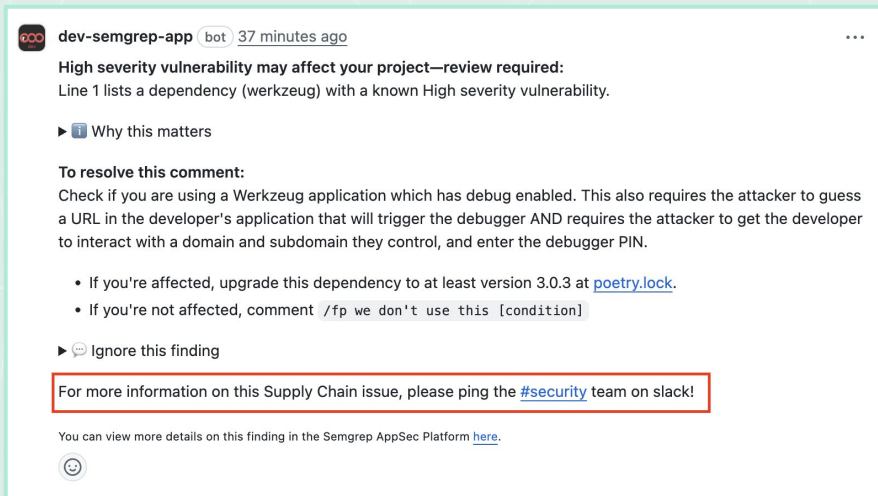 dev-semgrep-app bot 37 minutes ago
High severity vulnerability may affect your project—review required:
Line 1 lists a dependency (werkzeug) with a known High severity vulnerability.
Why this matters
To resolve this comment:
Check if you are using a Werkzeug application which has debug enabled. This also requires the attacker to guess
a URL in the developer's application that will trigger the debugger AND requires the attacker to get the developer
to interact with a domain and subdomain they control, and enter the debugger PIN.
• If you're affected, upgrade this dependency to at least version 3.0.3 at poetry.lock.
• If you're not affected, comment /fp we don't use this [condition]
Ignore this finding
For more information on this Supply Chain issue, please ping the #security team on slack!
You can view more details on this finding in the Semgrep AppSec Platform here.